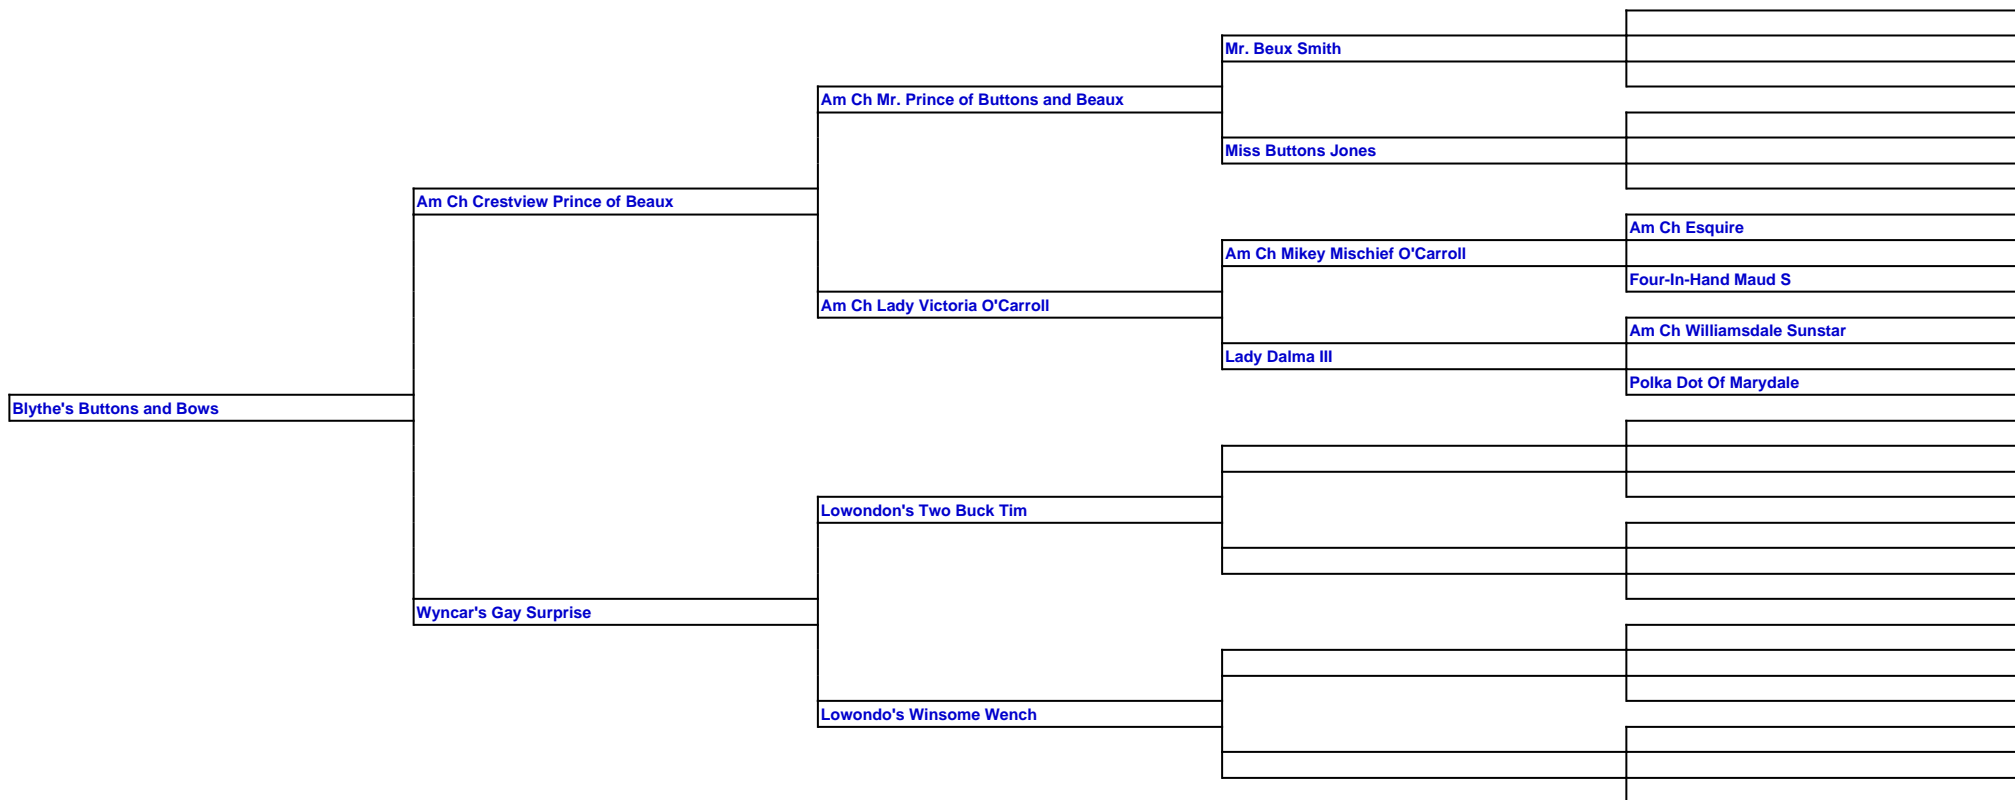 Mr. Beux Smith
Am Ch Mr. Prince of Buttons and Beaux
Miss Buttons Jones
Am Ch Crestview Prince of Beaux
Am Ch Esquire
Am Ch Mikey Mischief O'Carroll
Four-In-Hand Maud S
Am Ch Lady Victoria O'Carroll
Am Ch Williamsdale Sunstar
Lady Dalma III
Polka Dot Of Marydale
Blythe's Buttons and Bows
Lowondon's Two Buck Tim
Wyncar's Gay Surprise
Lowondo's Winsome Wench